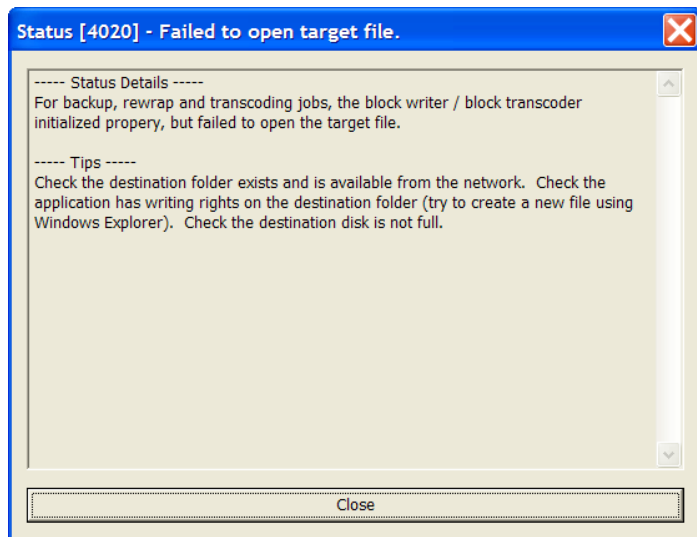 Status [4020] - Failed to open target file.
----- Status Details -----
For backup, rewrap and transcoding jobs, the block writer / block transcoder
initialized propery, but failed to open the target file.
----- Tips -----
Check the destination folder exists and is available from the network.  Check the
application has writing rights on the destination folder (try to create a new file using
Windows Explorer).  Check the destination disk is not full.
Close